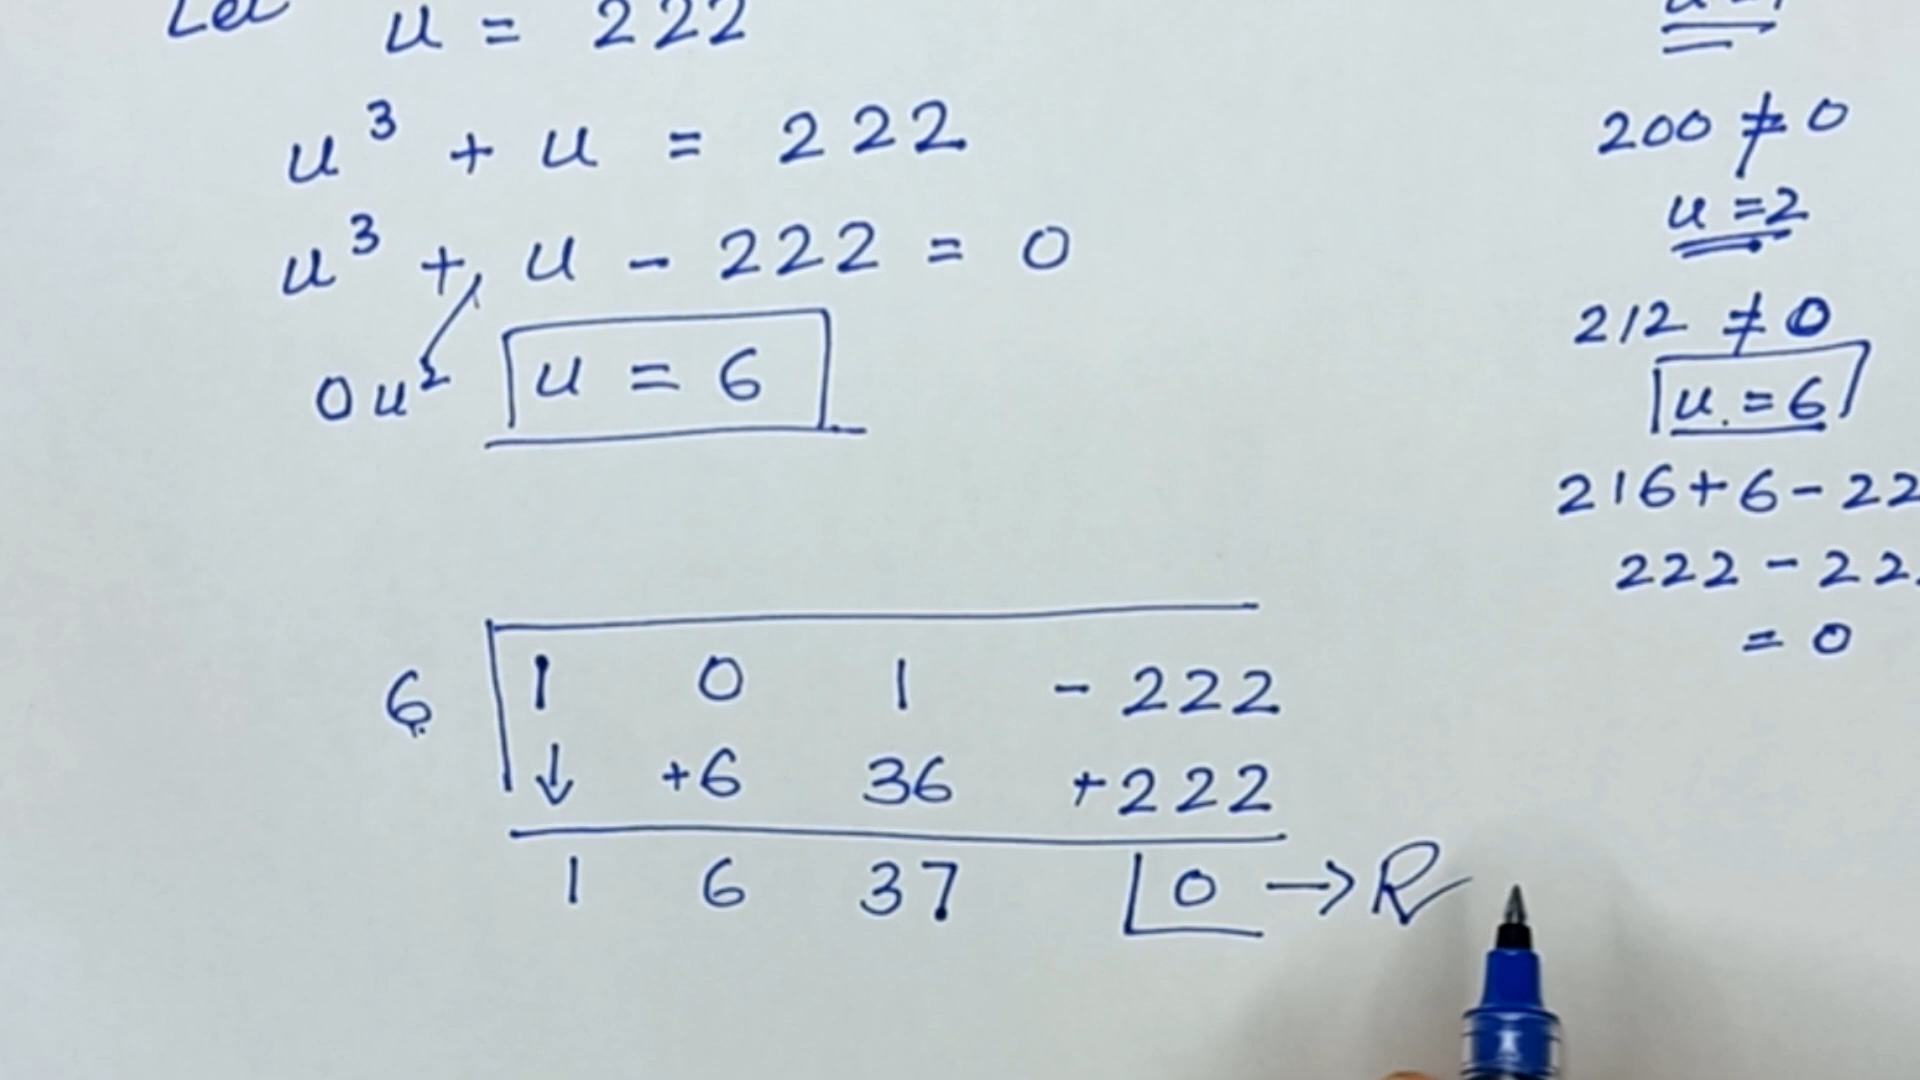 Let u = 222
u³ + u = 222
u³ + u - 222 = 0
0u² u = 6
6 1 0 1 - 222
↓ +6 36 +222
1 6 37 0 → R
200 ≠ 0
u = 2
212 ≠ 0
u = 6
216 + 6 - 22
222 - 22
= 0